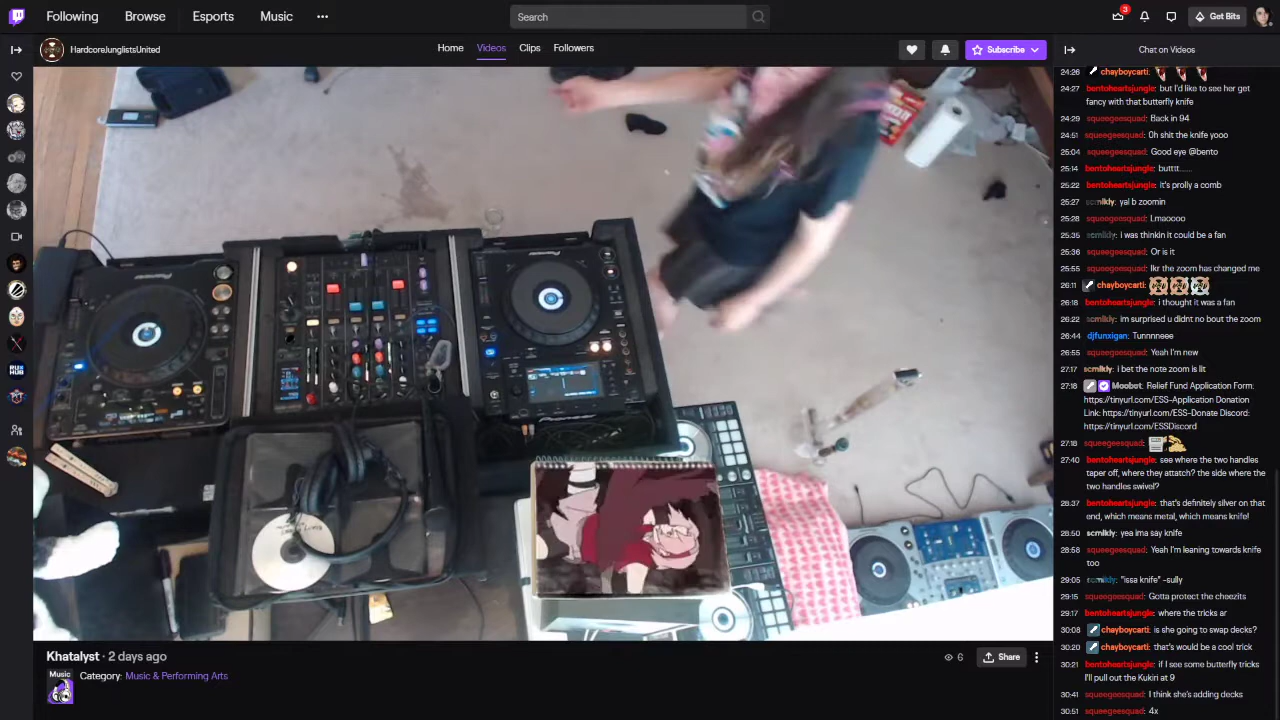 Following Browse Esports Music Search 3 Get Bits
HardcoreJunglistsUnited Home Videos Clips Followers Subscribe Chat on Videos
24:26 chayboycarti:
24:27 bentoheartsjungle: but I'd like to see her get
fancy with that butterfly knife
24:29 squeegeesquad: Back in 94
24:51 squeegeesquad: 0h shit the knife yooo
25:04 squeegeesquad: Good eye @bento
25:14 bentoheartsjungle: buttt......
25:22 bentoheartsjungle: it's prolly a comb
25:27 scmlkly: yal b zoomin
25:28 squeegeesquad: Lmaoooo
25:35 scmlkly: i was thinkin it could be a fan
25:36 squeegeesquad: Or is it
25:55 squeegeesquad: Ikr the zoom has changed me
26:11 chayboycarti:
26:18 bentoheartsjungle: i thought it was a fan
26:22 scmlkly: im surprised u didnt no bout the zoom
26:44 djfunxigan: Tunnnneee
26:55 squeegeesquad: Yeah I'm new
27:17 scmlkly: i bet the note zoom is lit
27:18 Moobot: Relief Fund Application Form:
https://tinyurl.com/ESS-Application Donation
Link: https://tinyurl.com/ESS-Donate Discord:
https://tinyurl.com/ESSDiscord
27:18 squeegeesquad:
27:40 bentoheartsjungle: see where the two handles
taper off, where they attatch? the side where the
two handles swivel?
28:37 bentoheartsjungle: that's definitely silver on that
end, which means metal, which means knife!
28:50 scmlkly: yea ima say knife
28:58 squeegeesquad: Yeah I'm leaning towards knife
too
29:05 scmlkly: "issa knife" -sully
29:15 squeegeesquad: Gotta protect the cheezits
29:17 bentoheartsjungle: where the tricks ar
30:08 chayboycarti: is she going to swap decks?
30:20 chayboycarti: that's would be a cool trick
30:21 bentoheartsjungle: if I see some butterfly tricks
I'll pull out the Kukiri at 9
30:41 squeegeesquad: I think she's adding decks
30:51 squeegeesquad: 4x
Khatalyst · 2 days ago 6 Share
Music
Category: Music & Performing Arts